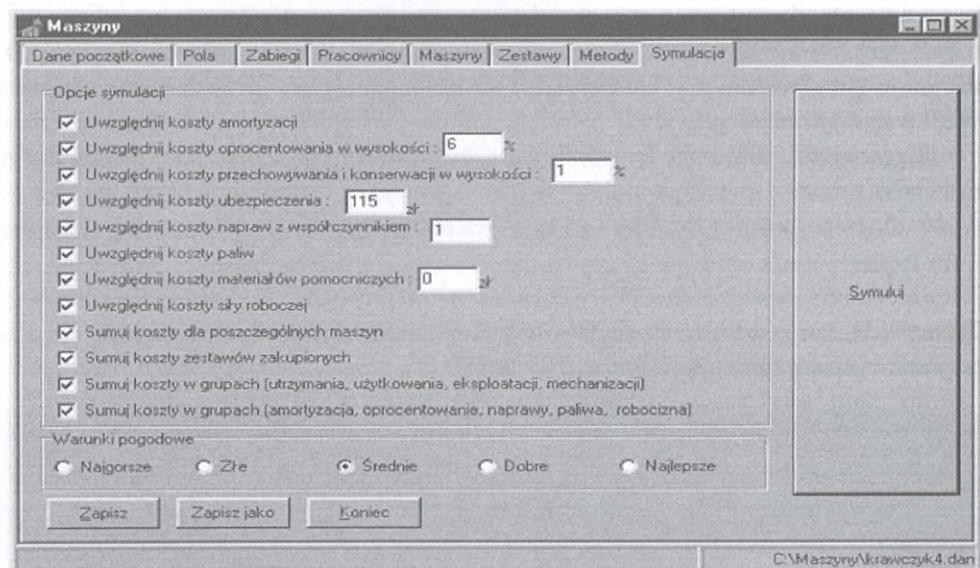 Maszyny
Dane początkowe Pola Zabiegi Pracownicy Maszyny Zestawy Metody Symulacja
Opcje symulacji
Uwzględnij koszty amortyzacji
Uwzględnij koszty oprocentowania w wysokości : 6 %
Uwzględnij koszty przechowywania i konserwacji w wysokości : 1 %
Uwzględnij koszty ubezpieczenia : 115 zł
Uwzględnij koszty napraw z współczynnikiem : 1
Uwzględnij koszty paliw
Uwzględnij koszty materiałów pomocniczych : 0 zł
Uwzględnij koszty siły roboczej
Sumuj koszty dla poszczególnych maszyn
Sumuj koszty zestawów zakupionych
Sumuj koszty w grupach (utrzymania, użytkowania, eksploatacji, mechanizacji)
Sumuj koszty w grupach (amortyzacja, oprocentowanie, naprawy, paliwa, robocizna)
Symuluj
Warunki pogodowe
Najgorsze Złe Średnie Dobre Najlepsze
Zapisz Zapisz jako Koniec
C:\Maszyny\krawczyk4.dan